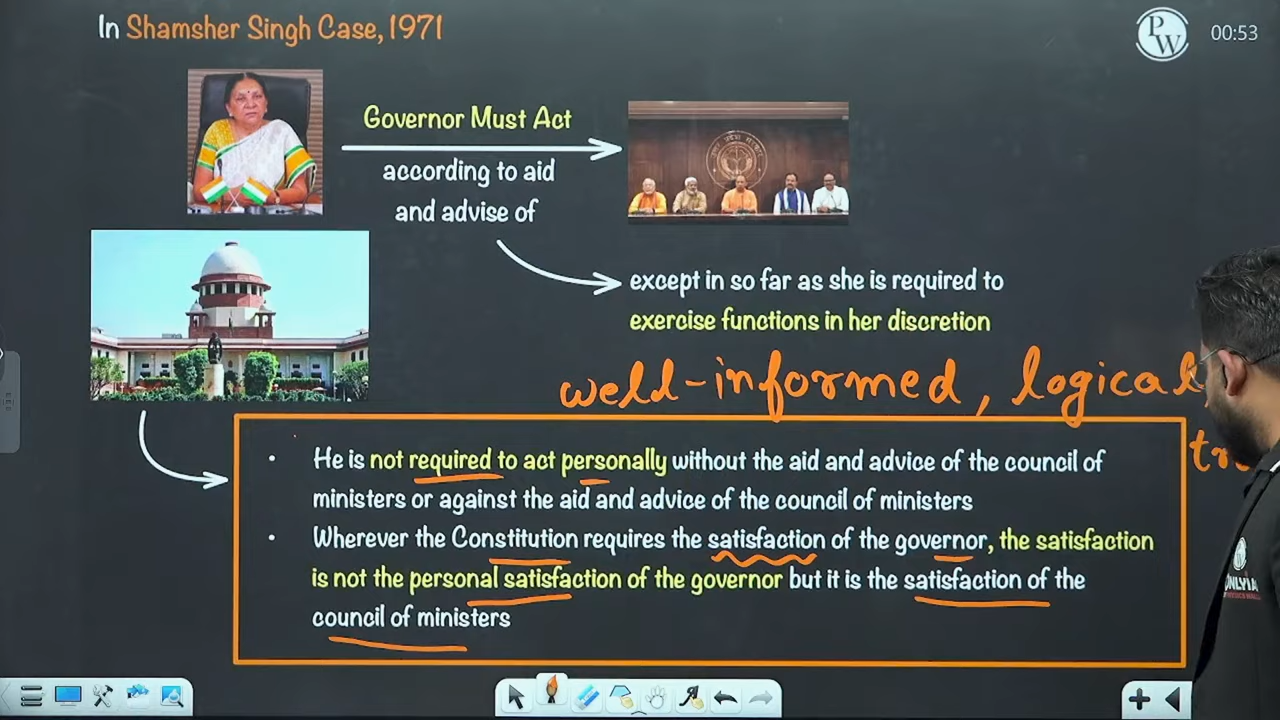 In Shamsher Singh Case, 1971
PW
00:53
Governor Must Act
according to aid
and advise of
except in so far as she is required to
exercise functions in her discretion
well-informed, logical
• He is not required to act personally without the aid and advice of the council of
ministers or against the aid and advice of the council of ministers
• Wherever the Constitution requires the satisfaction of the governor, the satisfaction
is not the personal satisfaction of the governor but it is the satisfaction of the
council of ministers